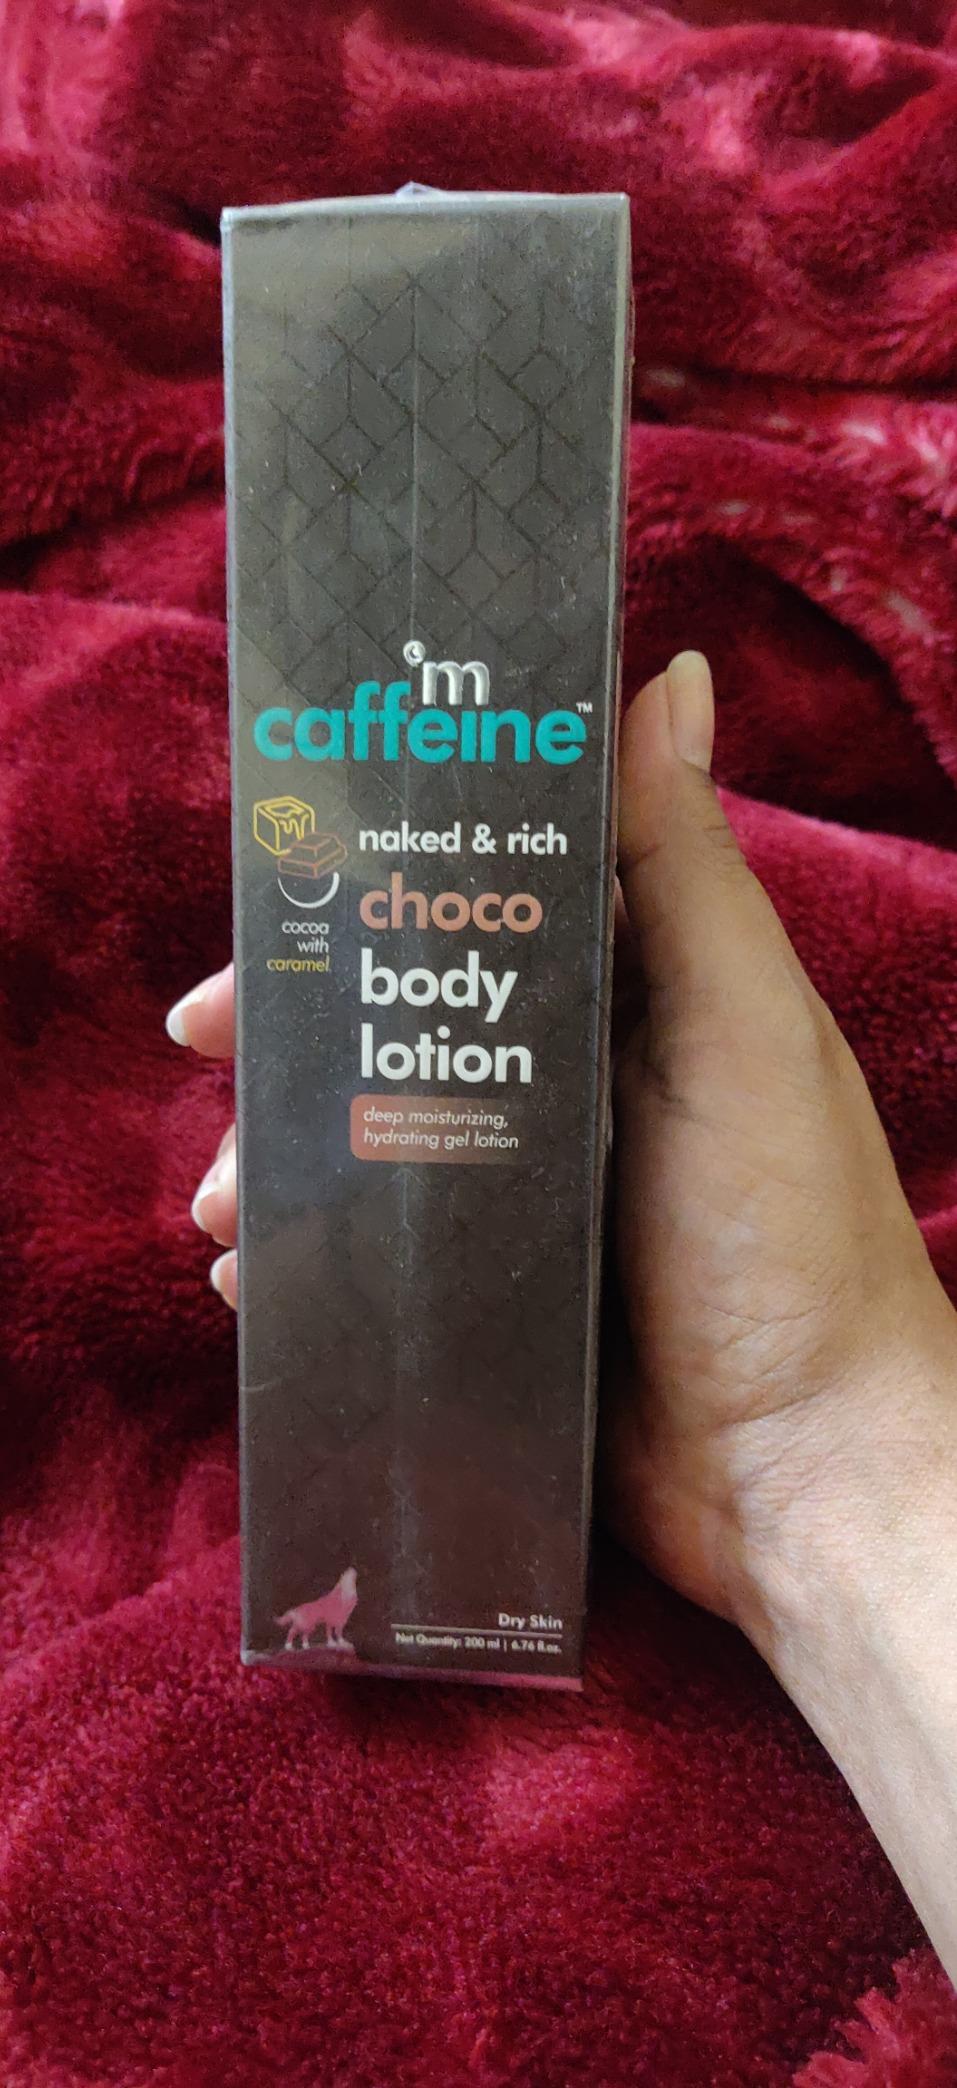 'm
caffeine™
naked & rich
choco
body
lotion
cocoa
with
caramel
deep moisturizing,
hydrating gel lotion
Dry Skin
Net Quantity: 200 ml | 6.76 fl.oz.